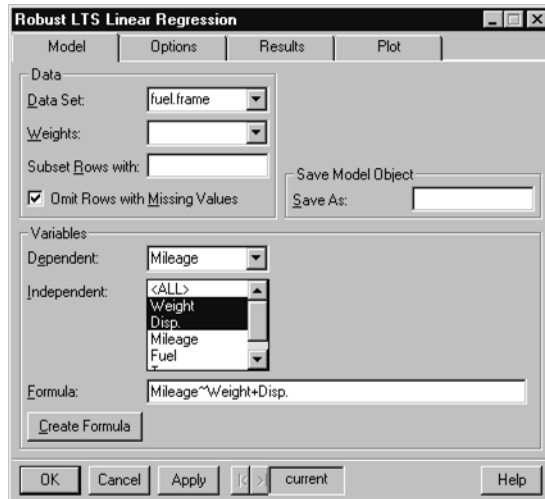 Robust LTS Linear Regression
Model Options Results Plot
Data
Data Set: fuel.frame
Weights:
Subset Rows with:
Omit Rows with Missing Values
Save Model Object
Save As:
Variables
Dependent: Mileage
Independent: <ALL>
Weight
Disp.
Mileage
Fuel
Formula: Mileage~Weight+Disp.
Create Formula
OK Cancel Apply current Help